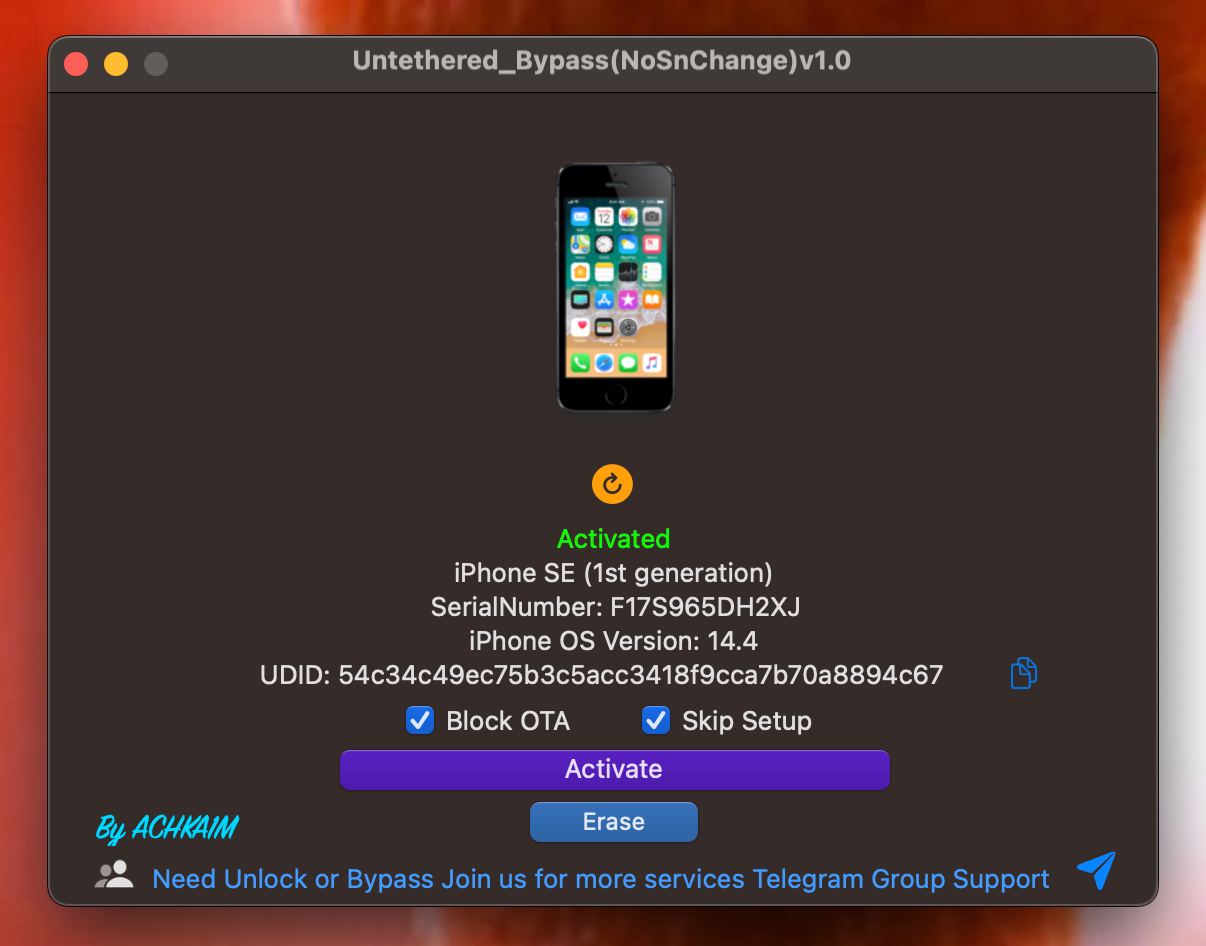 Untethered_Bypass(NoSnChange)v1.0
Activated
iPhone SE (1st generation)
SerialNumber: F17S965DH2XJ
iPhone OS Version: 14.4
UDID: 54c34c49ec75b3c5acc3418f9cca7b70a8894c67
Block OTA
Skip Setup
Activate
Erase
By ACHKA1M
Need Unlock or Bypass Join us for more services Telegram Group Support